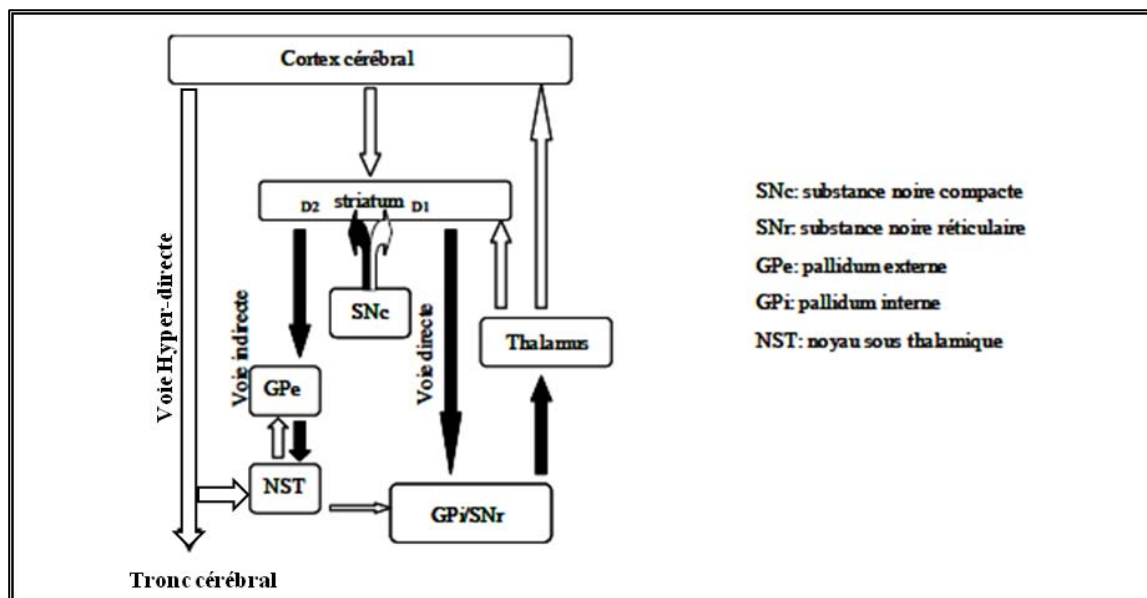 Cortex cérébral
D2 striatum D1
SNc
Thalamus
GPe
NST
GPi/SNr
Voie Hyper-directe
Voie indirecte
Voie directe
Tronc cérébral
SNc: substance noire compacte
SNr: substance noire réticulaire
GPe: pallidum externe
GPi: pallidum interne
NST: noyau sous thalamique